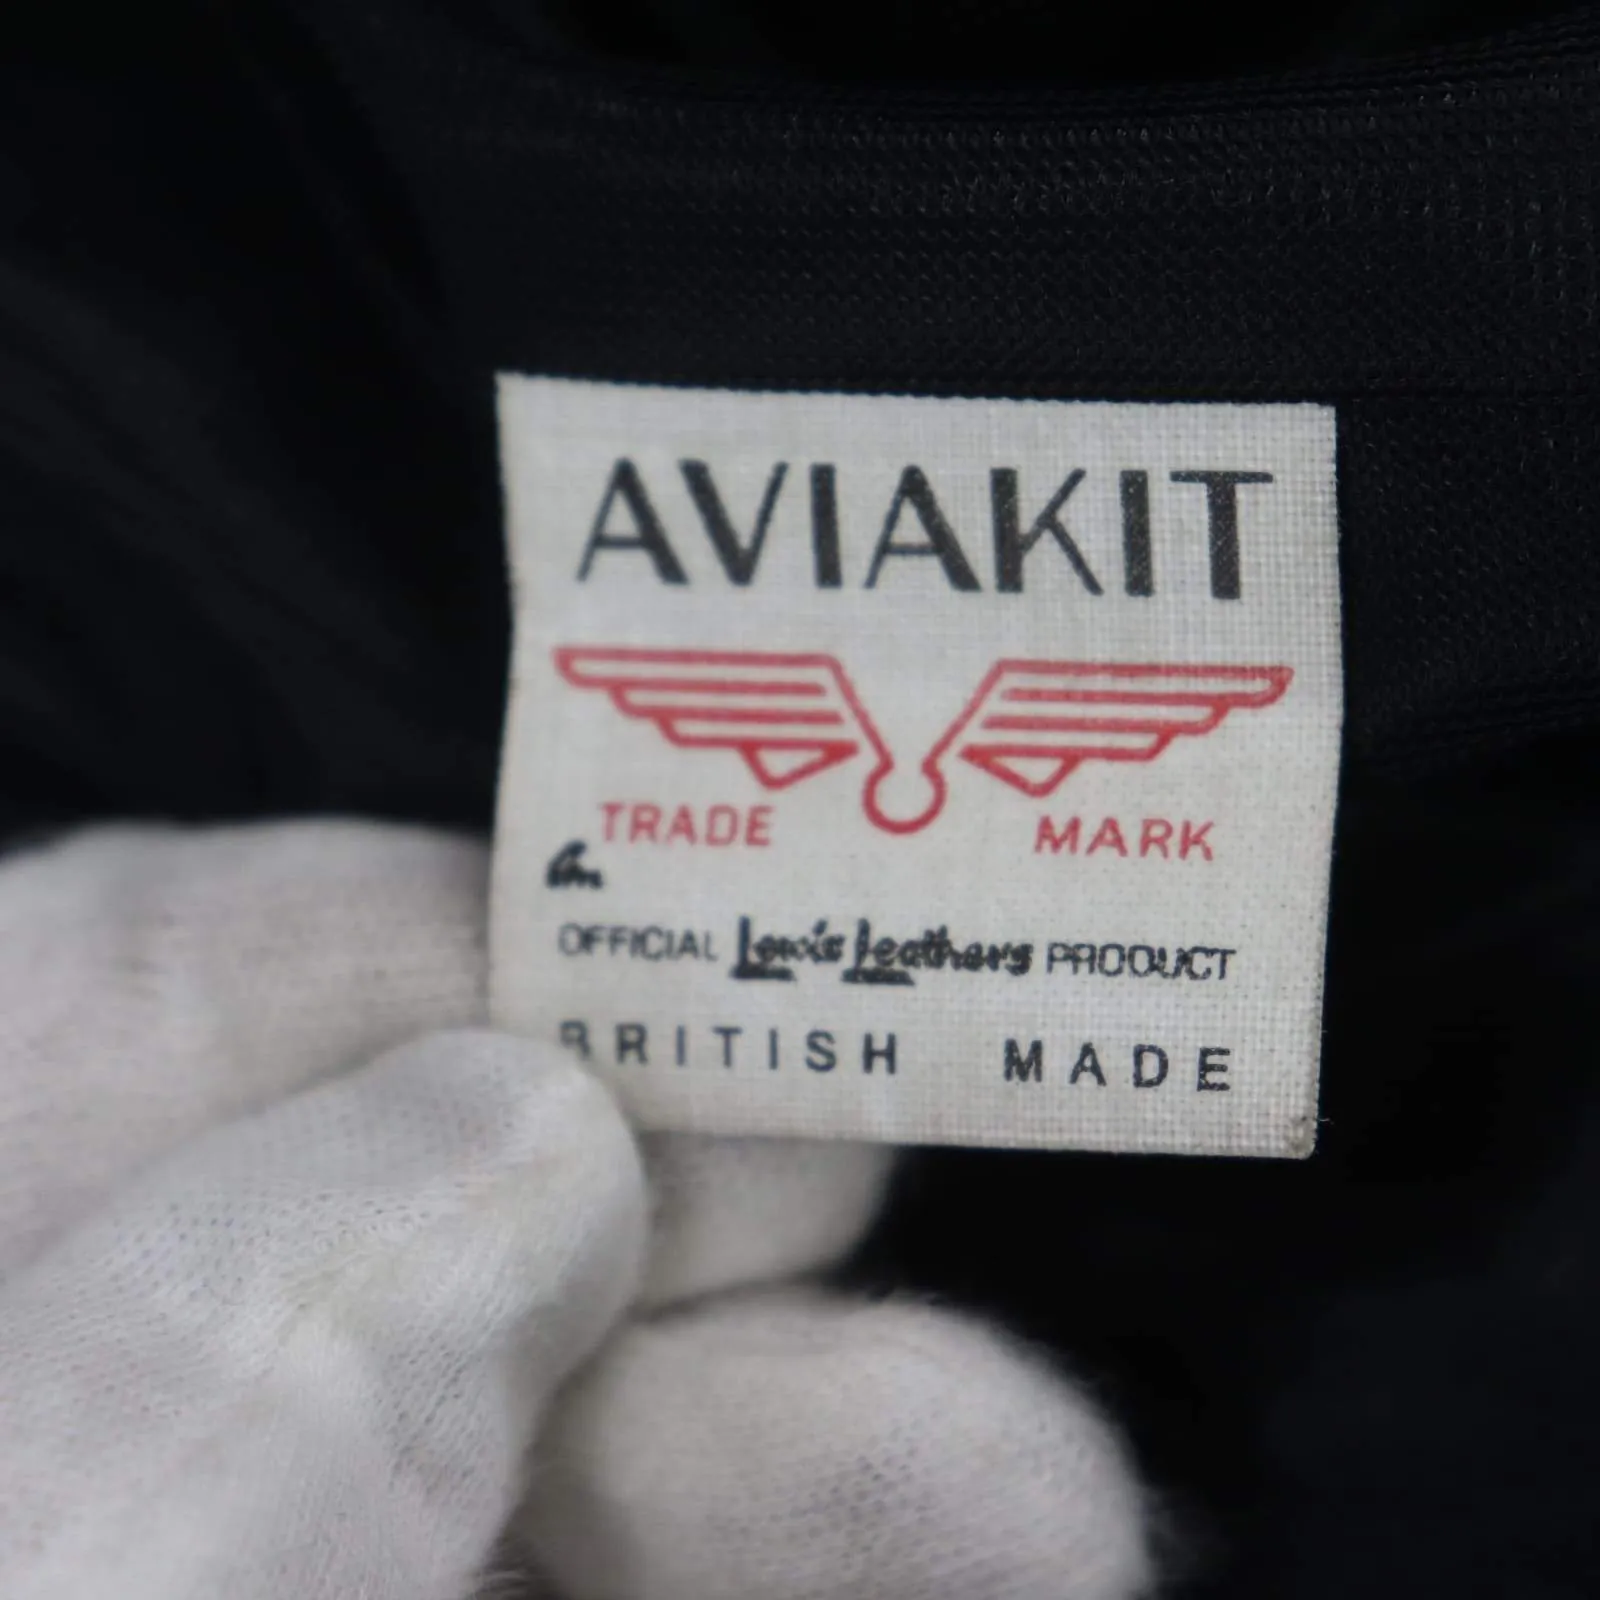 AVIAKIT
TRADE MARK
An
OFFICIAL Lewis Leathers PRODUCT
BRITISH MADE